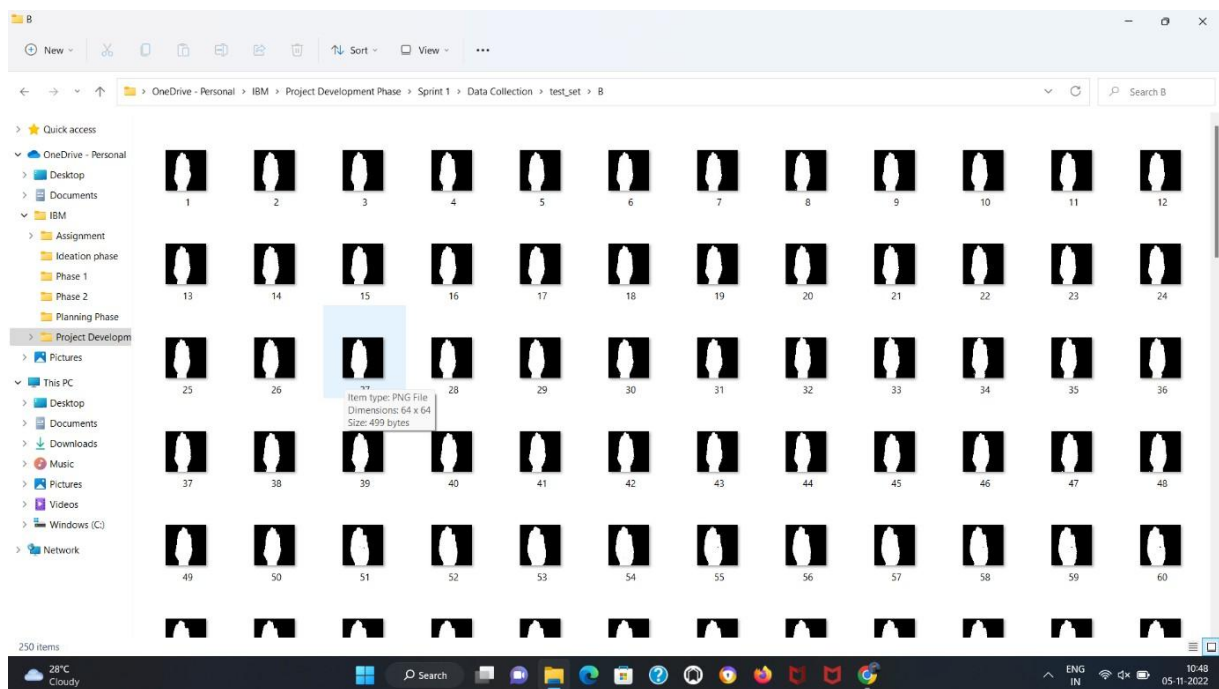 B
New Sort View
OneDrive - Personal > IBM > Project Development Phase > Sprint 1 > Data Collection > test_set > B
Search B
Quick access
OneDrive - Personal
Desktop
Documents
IBM
Assignment
Ideation phase
Phase 1
Phase 2
Planning Phase
Project Developm
Pictures
This PC
Desktop
Documents
Downloads
Music
Pictures
Videos
Windows (C:)
Network
1 2 3 4 5 6 7 8 9 10 11 12
13 14 15 16 17 18 19 20 21 22 23 24
25 26 27 28 29 30 31 32 33 34 35 36
Item type: PNG File
Dimensions: 64 x 64
Size: 499 bytes
37 38 39 40 41 42 43 44 45 46 47 48
49 50 51 52 53 54 55 56 57 58 59 60
250 items
28°C
Cloudy
Search
ENG
IN
10:48
05-11-2022